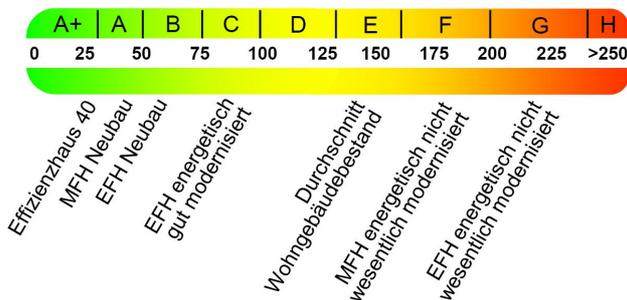 A+ A B C D E F G H
0 25 50 75 100 125 150 175 200 225 >250
Effizienzhaus 40
MFH Neubau
EFH Neubau
EFH energetisch
gut modernisiert
Durchschnitt
Wohngebäudebestand
MFH energetisch nicht
wesentlich modernisiert
EFH energetisch nicht
wesentlich modernisiert